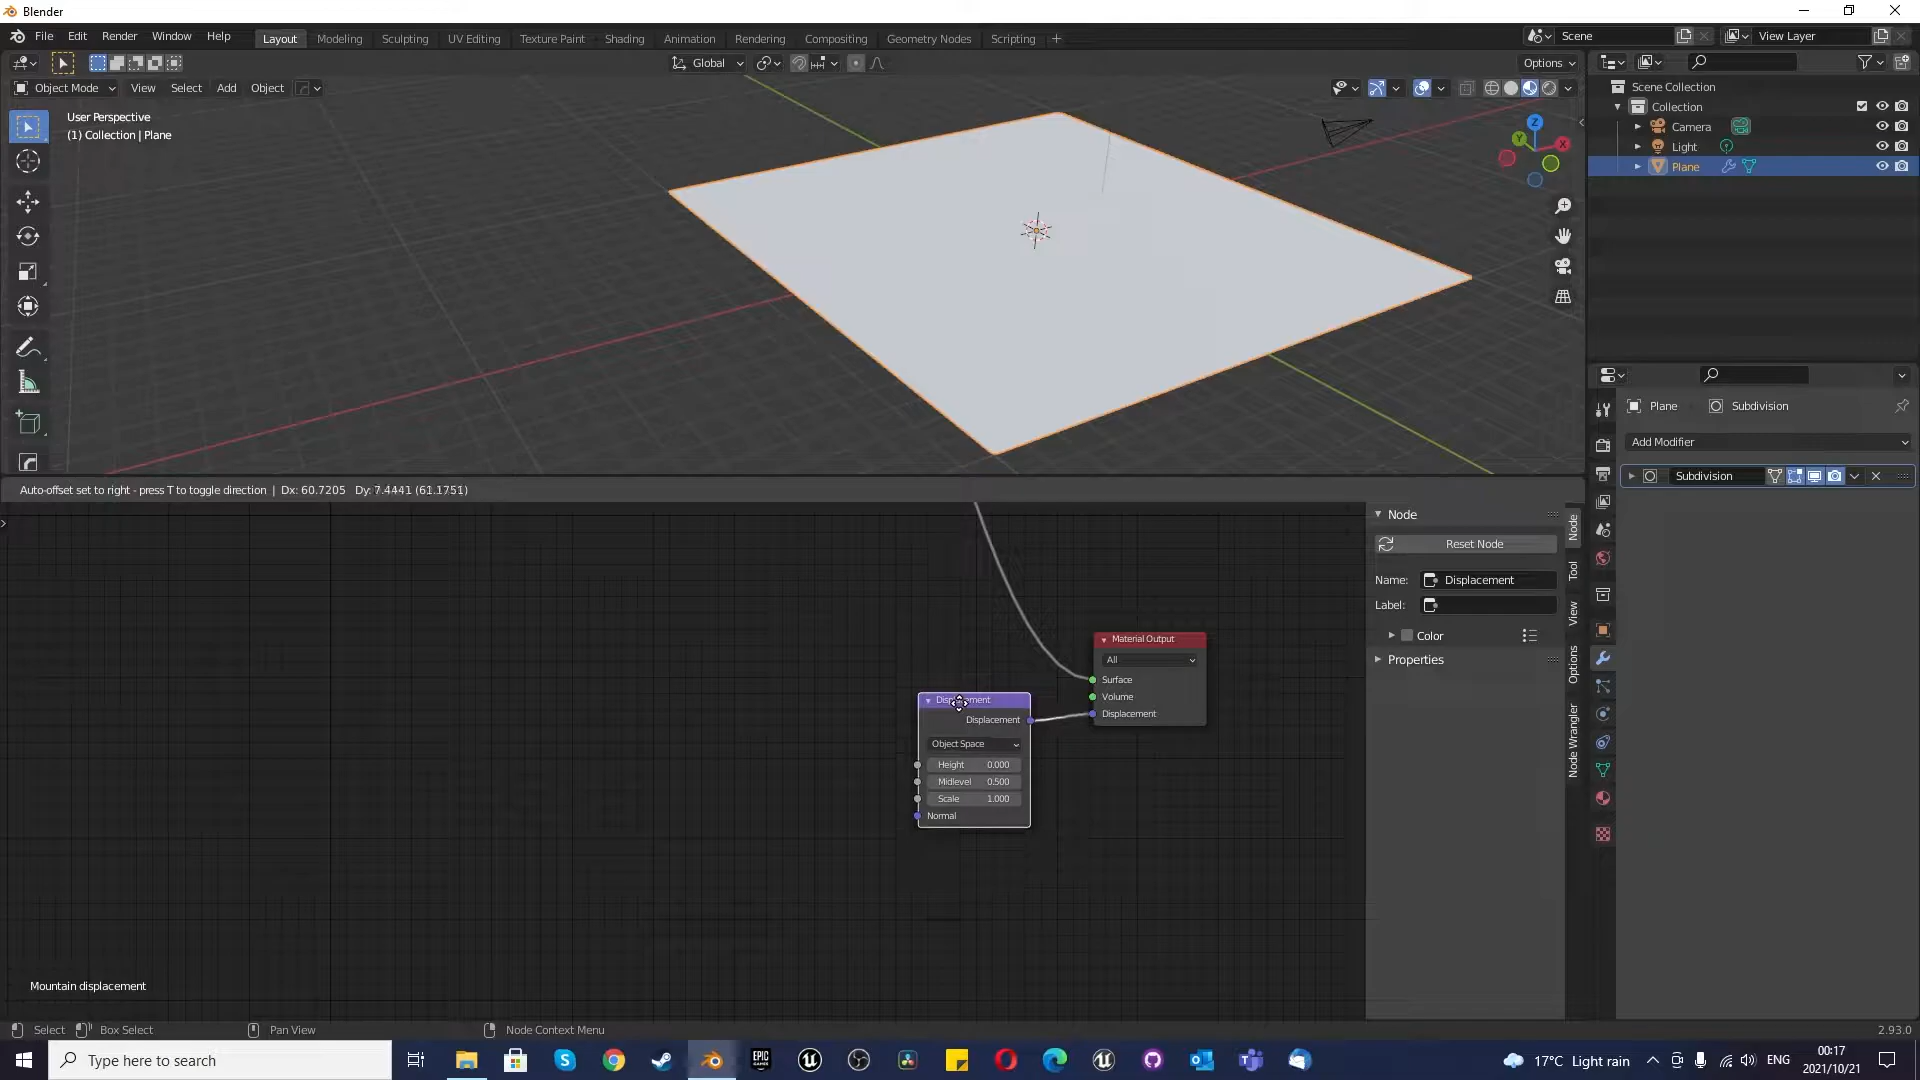 Blender
File Edit Render Window Help
Layout Modeling Sculpting UV Editing Texture Paint Shading Animation Rendering Compositing Geometry Nodes Scripting
Scene
View Layer
Global
Options
Object Mode View Select Add Object
User Perspective
(1) Collection | Plane
Z
Y
X
Scene Collection
Collection
Camera
Light
Plane
Plane Subdivision
Add Modifier
Subdivision
Auto-offset set to right - press T to toggle direction | Dx: 60.7205 Dy: 7.4441 (61.1751)
Material Output
All
Surface
Volume
Displacement
Displacement
Object Space
Height 0.000
Midlevel 0.500
Scale 1.000
Normal
Node
Reset Node
Name: Displacement
Label:
Color
Properties
Node
Tool
View
Options
Node Wrangler
Mountain displacement
Select Box Select Pan View Node Context Menu
2.93.0
Type here to search
EPIC GAMES
17°C Light rain
ENG
00:17
2021/10/21